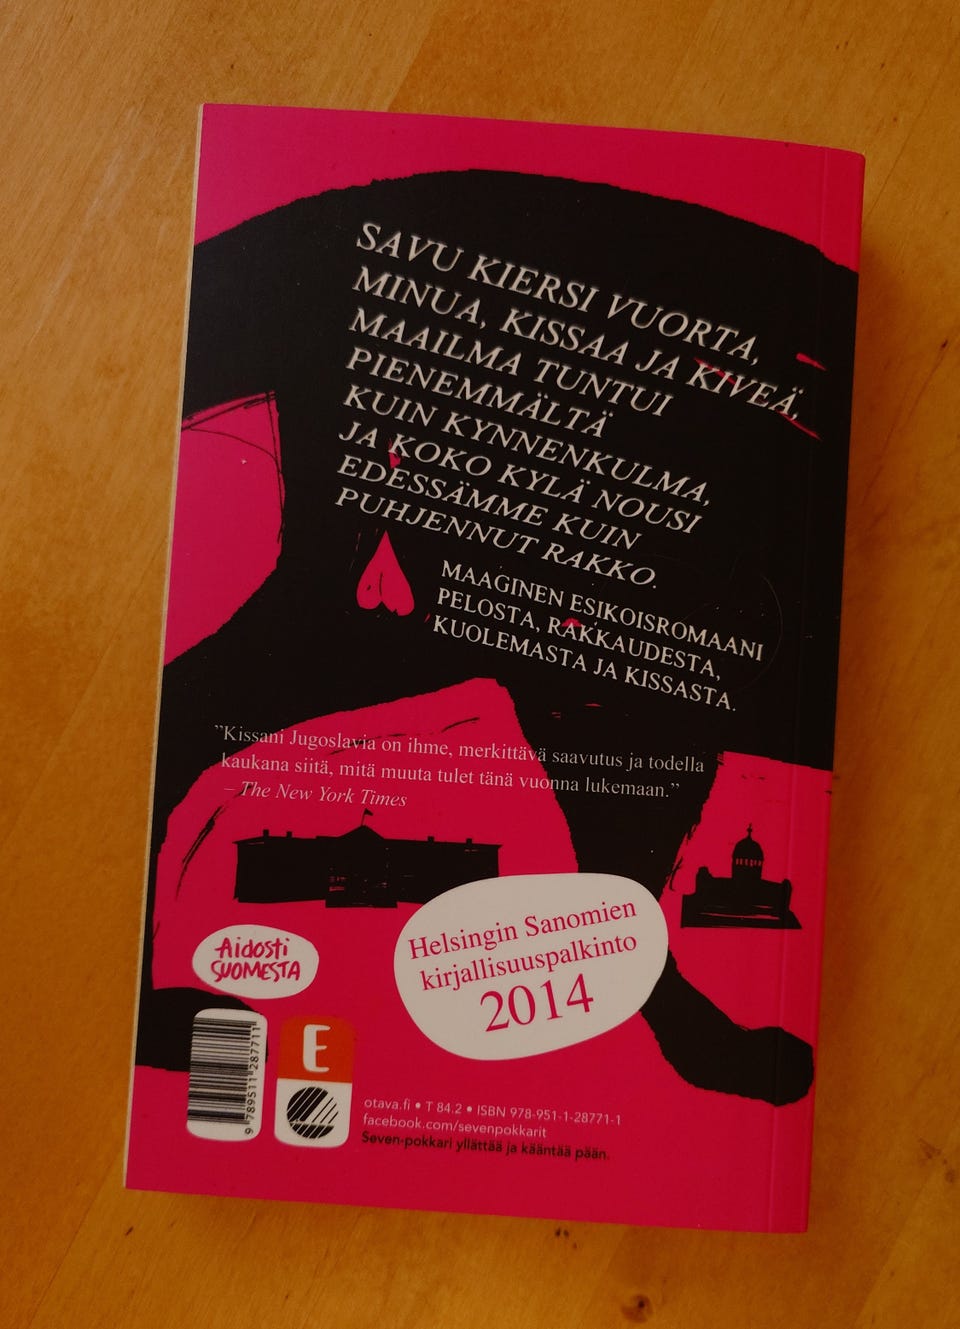 SAVU KIERSI VUORTA,
MINUA, KISSAA JA KIVEÄ,
MAAILMA TUNTUI
PIENEMMÄLTÄ
KUIN KYNNENKULMA,
JA KOKO KYLÄ NOUSI
EDESSÄMME KUIN
PUHJENNUT RAKKO.
MAAGINEN ESIKOISROMAANI
PELOSTA, RAKKAUDESTA,
KUOLEMASTA JA KISSASTA.
”Kissani Jugoslavia on ihme, merkittävä saavutus ja todella
kaukana siitä, mitä muuta tulet tänä vuonna lukemaan.”
– The New York Times
Helsingin Sanomien
kirjallisuuspalkinto
2014
Aidosti
SUOMESTA
9 789511 287711
E
otava.fi • T 84.2 • ISBN 978-951-1-28771-1
facebook.com/sevenpokkarit
Seven-pokkari yllättää ja kääntää pään.